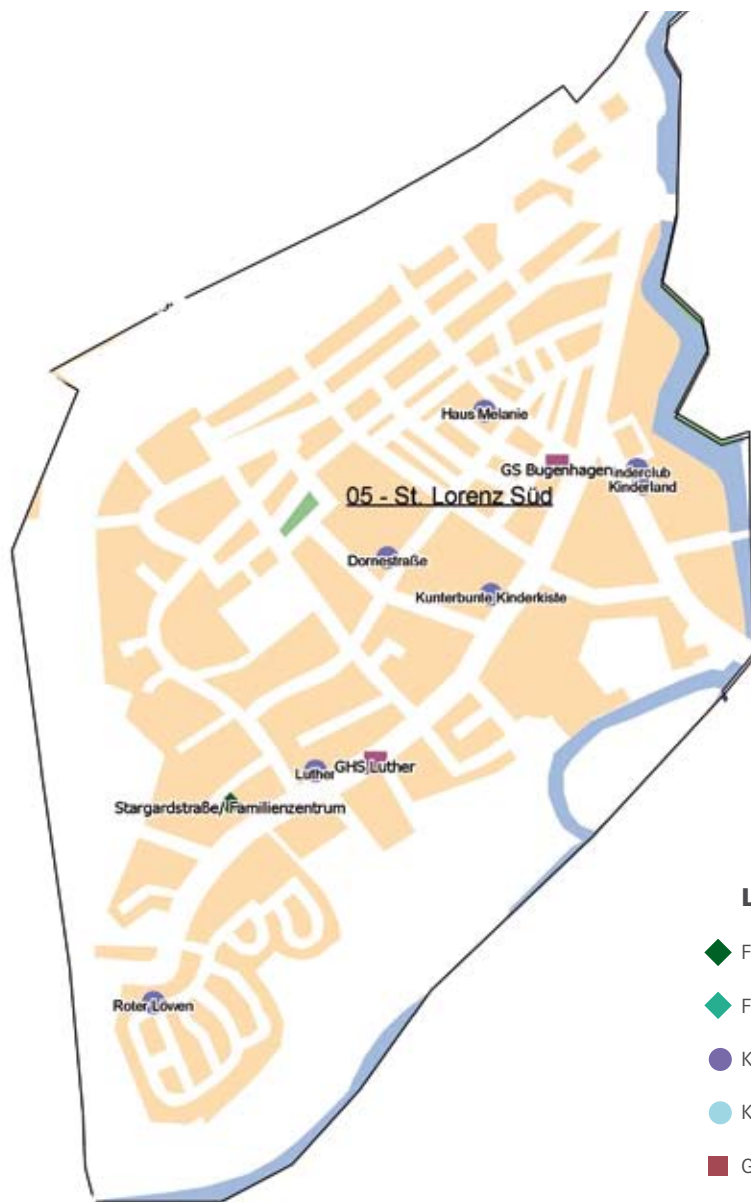 Haus Melanie
GS Bugenhagen
inderclub
Kinderland
05 - St. Lorenz Süd
Dornestraße
Kunterbunte Kinderkiste
Luther
GHS Luther
Stargardstraße/ Familienzentrum
Roter Löwen
L
F
F
K
K
G